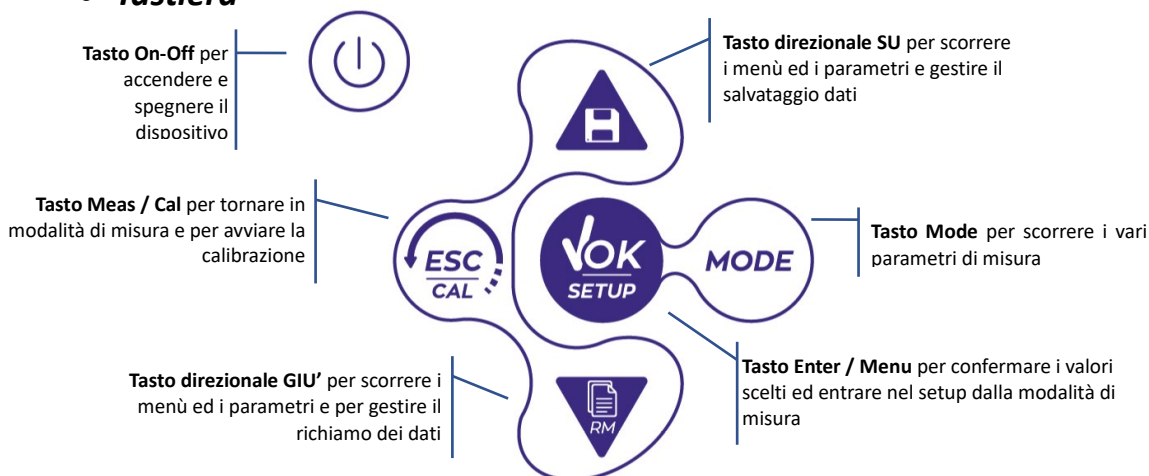 • Tastiera
Tasto On-Off per
accendere e
spegnere il
dispositivo
Tasto direzionale SU per scorrere
i menù ed i parametri e gestire il
salvataggio dati
Tasto Meas / Cal per tornare in
modalità di misura e per avviare la
calibrazione
ESC
CAL
OK
SETUP
MODE
Tasto Mode per scorrere i vari
parametri di misura
Tasto direzionale GIU' per scorrere i
menù ed i parametri e per gestire il
richiamo dei dati
RM
Tasto Enter / Menu per confermare i valori
scelti ed entrare nel setup dalla modalità di
misura